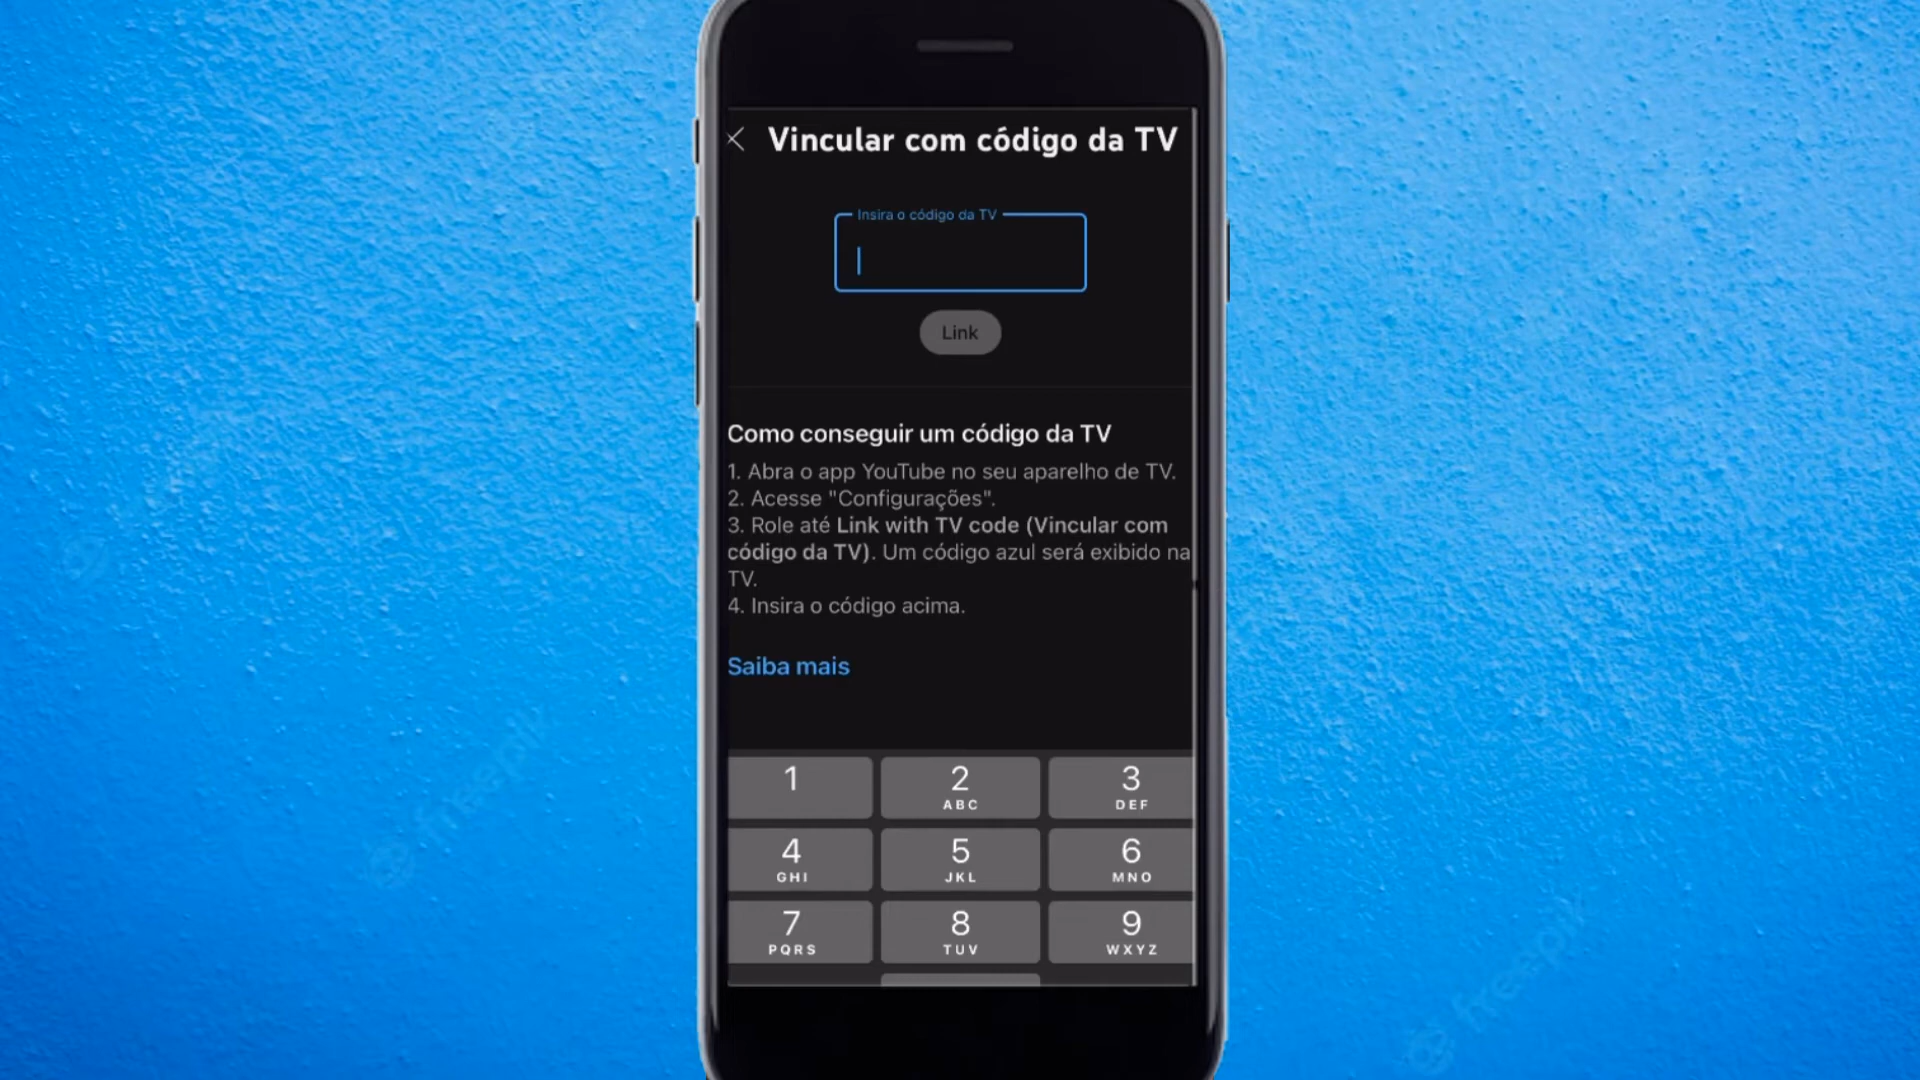 Vincular com código da TV
Insira o código da TV
Link
Como conseguir um código da TV
1. Abra o app YouTube no seu aparelho de TV.
2. Acesse "Configurações".
3. Role até Link with TV code (Vincular com
código da TV). Um código azul será exibido na
TV.
4. Insira o código acima.
Saiba mais
1 2 3
ABC DEF
4 5 6
GHI JKL MNO
7 8 9
PQRS TUV WXYZ
freepik
freepik